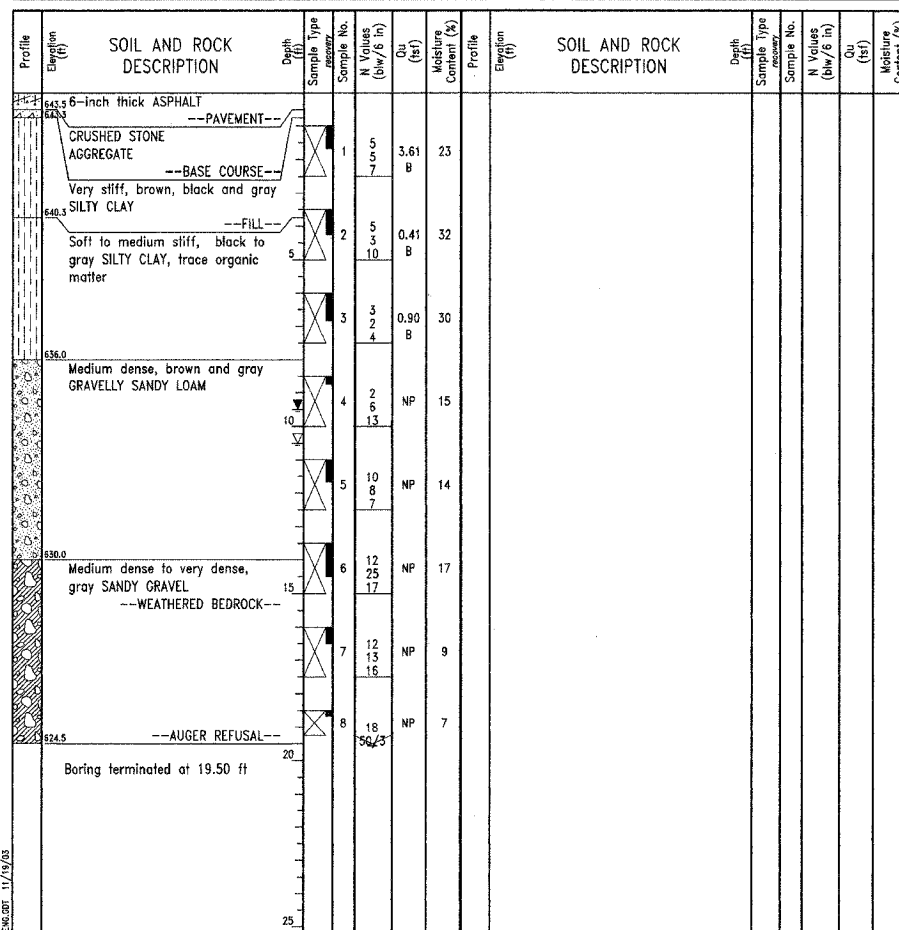 Profile
Elevation (ft)
SOIL AND ROCK DESCRIPTION
Depth (ft)
Sample Type recovery
Sample No.
N Values (blw/6 in)
Qu (tsf)
Moisture Content (%)
Profile
Elevation (ft)
SOIL AND ROCK DESCRIPTION
Depth (ft)
Sample Type recovery
Sample No.
N Values (blw/6 in)
Qu (tsf)
Moisture Content (%)
643.5 6-inch thick ASPHALT
--PAVEMENT--
CRUSHED STONE
AGGREGATE
--BASE COURSE--
1 5 5 7 3.61 B 23
Very stiff, brown, black and gray
SILTY CLAY
640.3
--FILL--
Soft to medium stiff, black to
gray SILTY CLAY, trace organic
matter
5
2 5 3 10 0.41 B 32
3 3 2 4 0.90 B 30
636.0
Medium dense, brown and gray
GRAVELLY SANDY LOAM
10
4 2 6 13 NP 15
5 10 8 7 NP 14
630.0
Medium dense to very dense,
gray SANDY GRAVEL
15
--WEATHERED BEDROCK--
6 12 25 17 NP 17
7 12 13 16 NP 9
8 18 50/3 NP 7
624.5
--AUGER REFUSAL--
20
Boring terminated at 19.50 ft
25
ENG.GDT 11/19/03